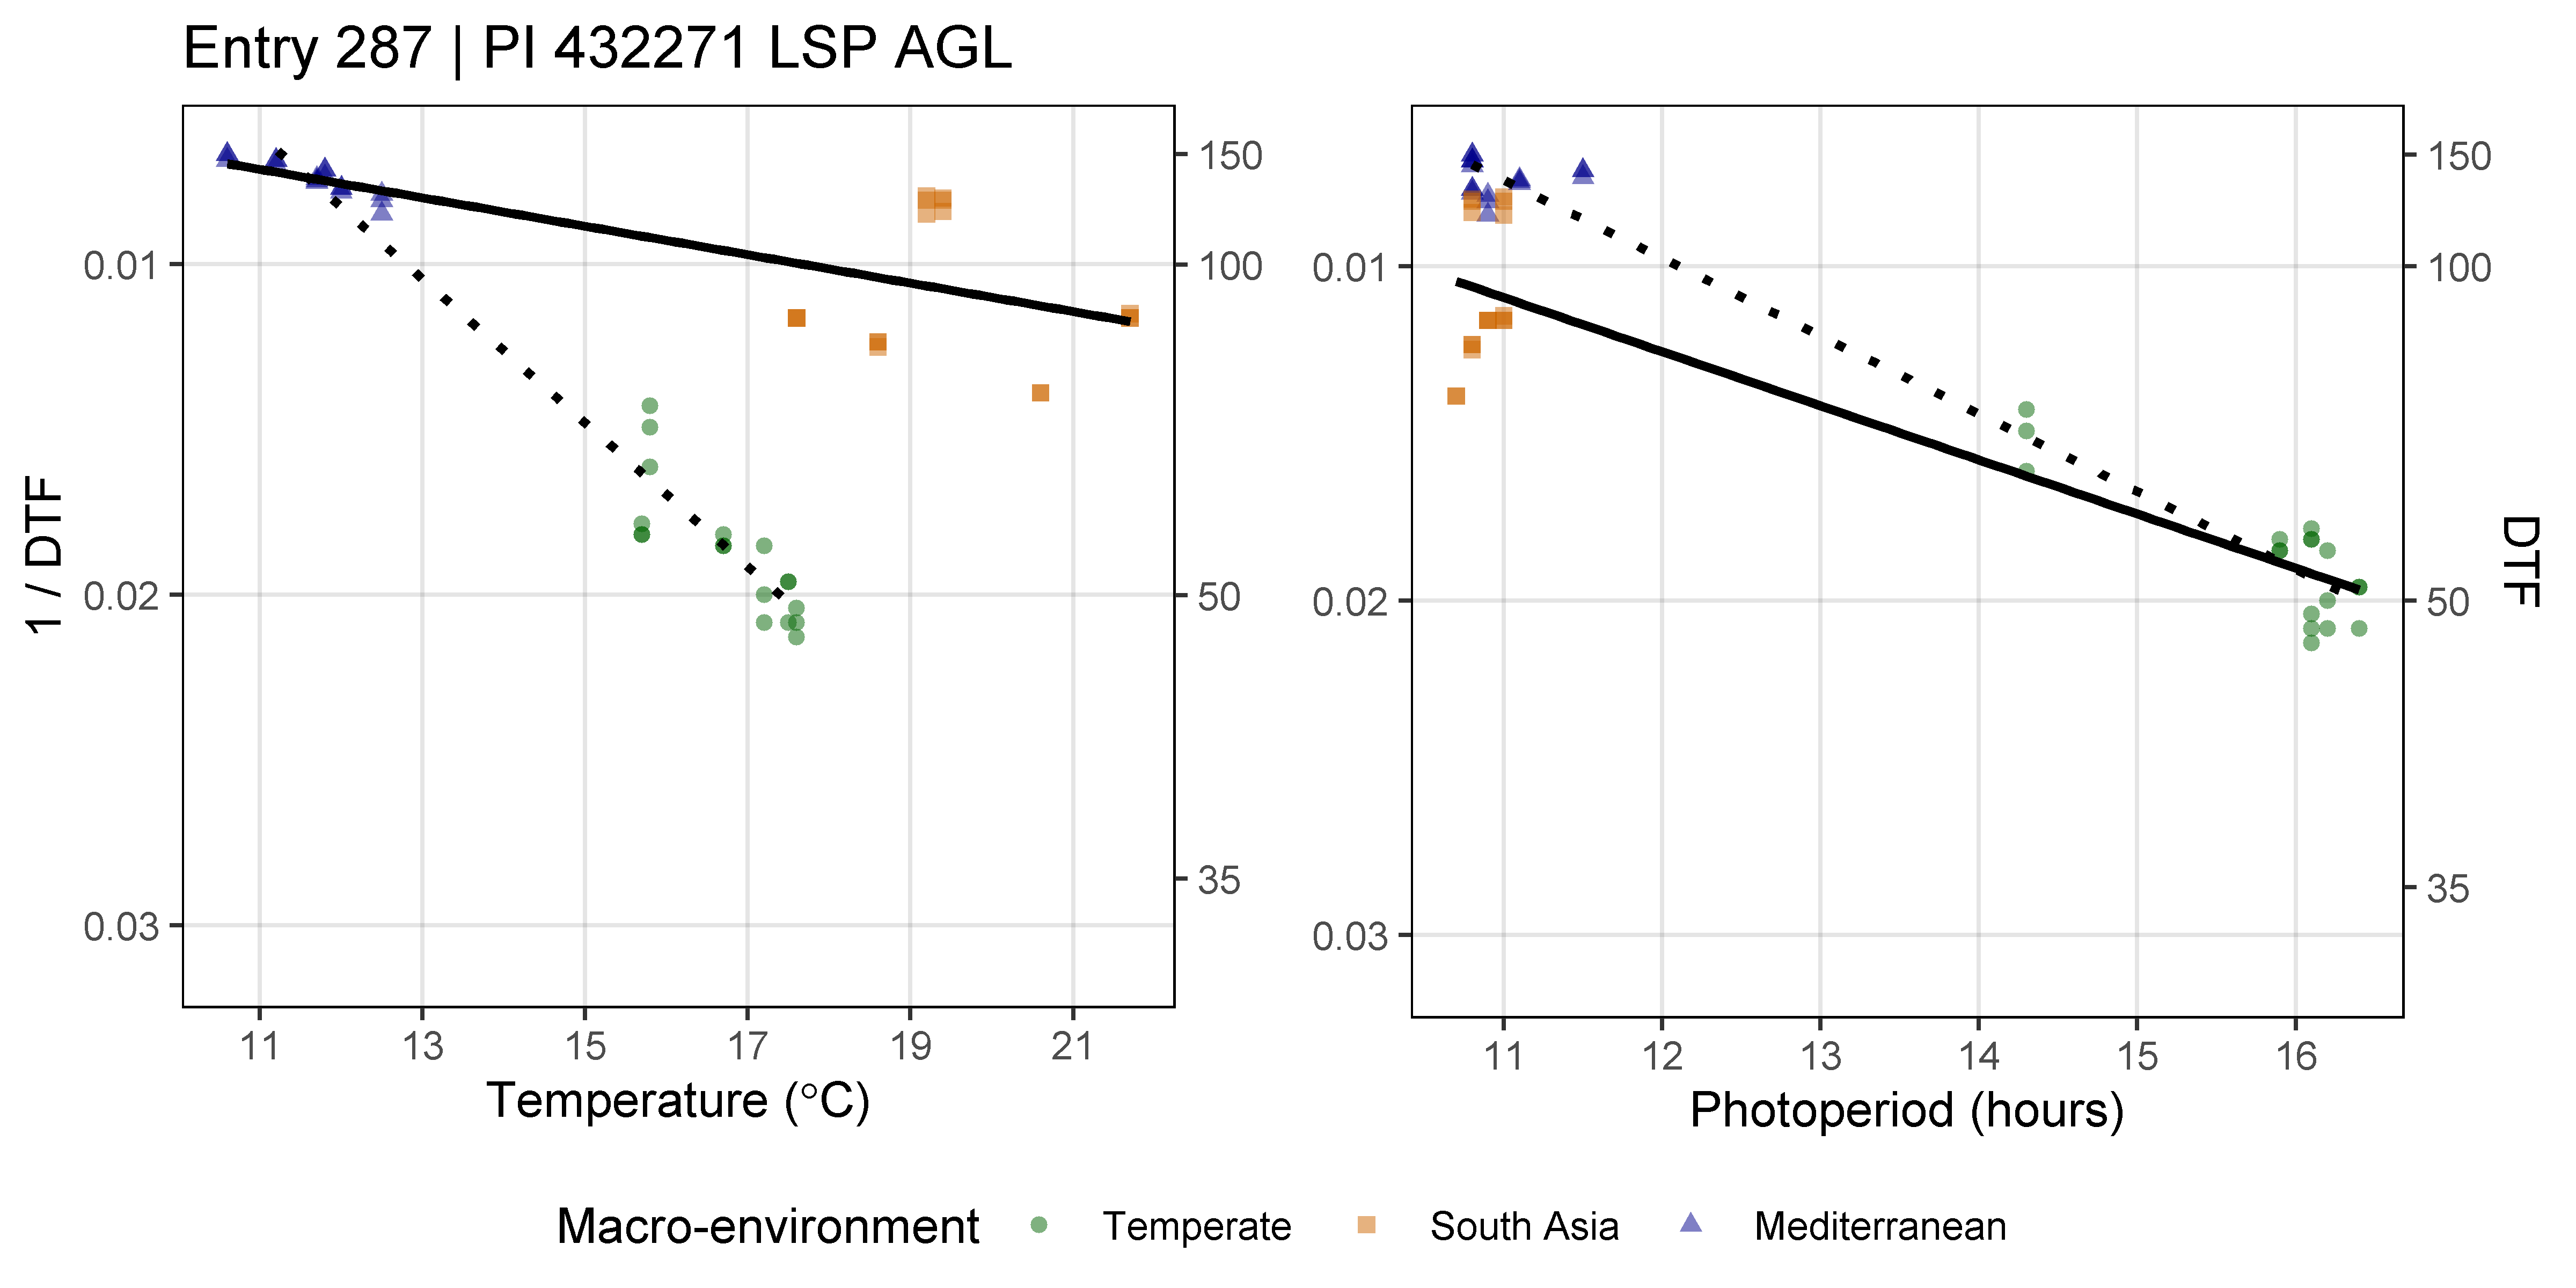 Entry 287 | PI 432271 LSP AGL
1 / DTF
0.01
0.02
0.03
150
100
50
35
11 13 15 17 19 21
Temperature (°C)
0.01
0.02
0.03
150
100
50
35
DTF
11 12 13 14 15 16
Photoperiod (hours)
Macro-environment Temperate South Asia Mediterranean